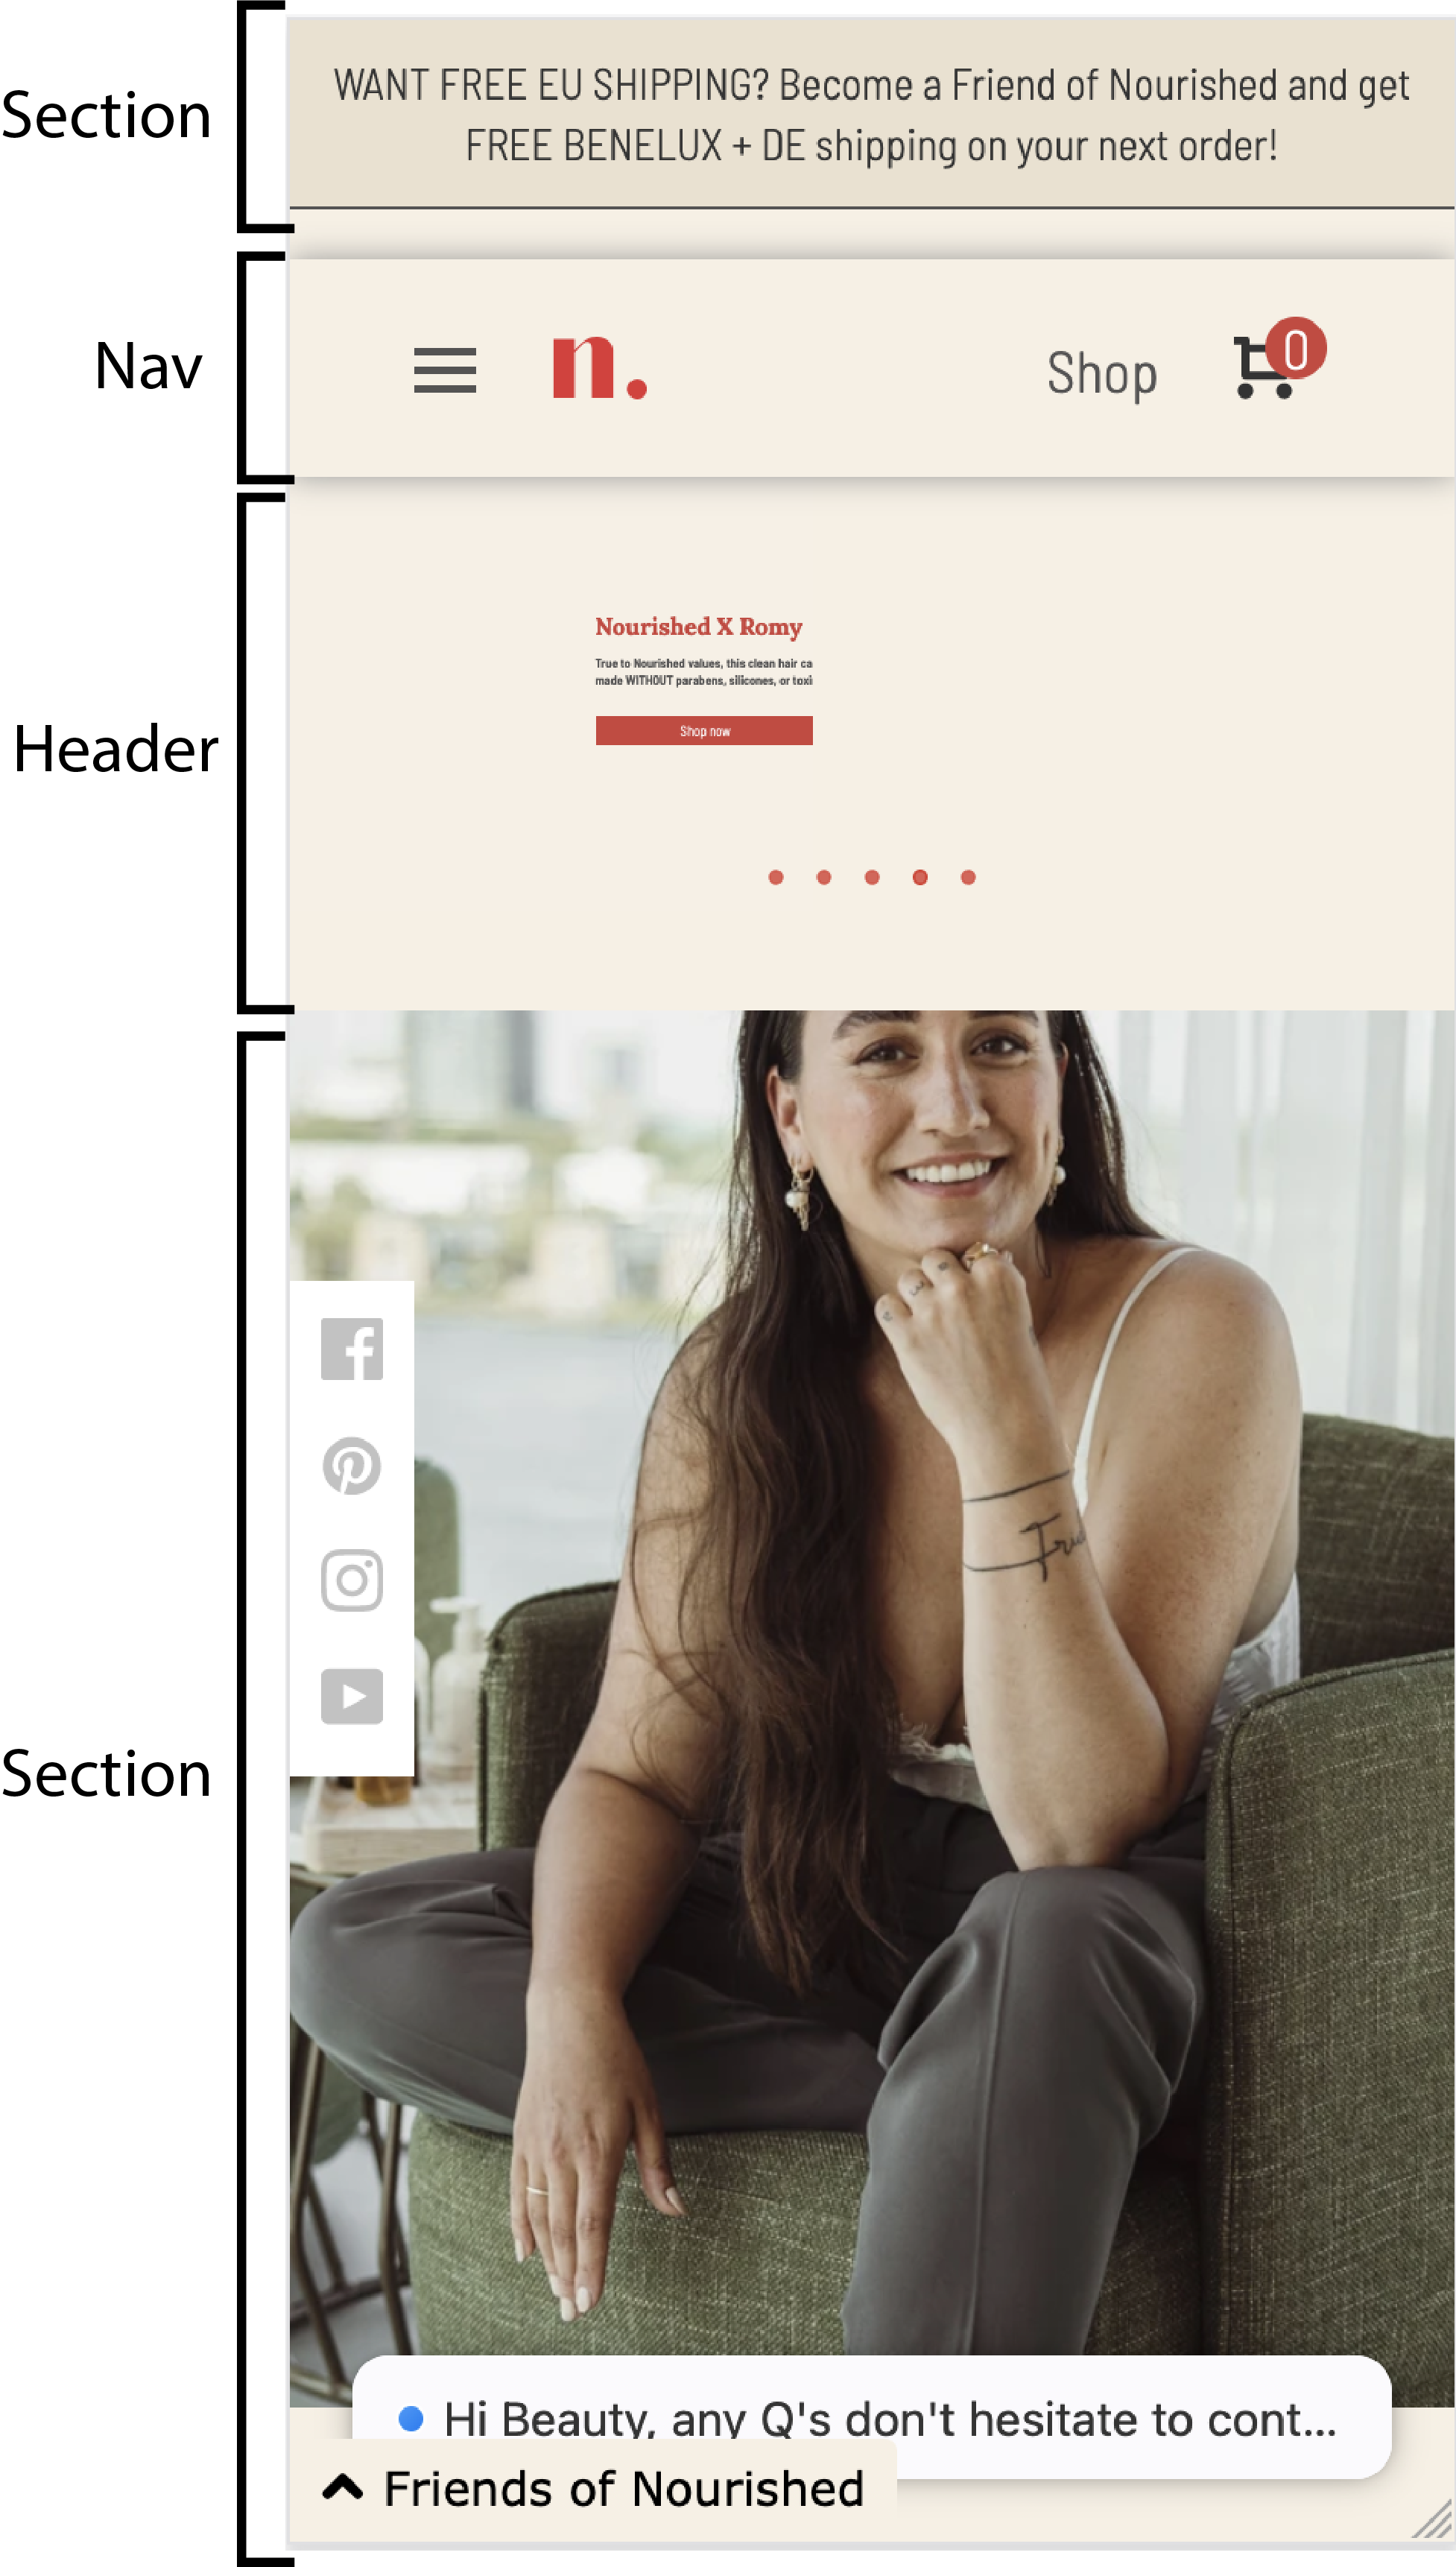 Section
WANT FREE EU SHIPPING? Become a Friend of Nourished and get
FREE BENELUX + DE shipping on your next order!
Nav
n.
Shop
0
Header
Nourished X Romy
True to Nourished values, this clean hair ca
made WITHOUT parabens, silicones, or toxi
Shop now
Section
Hi Beauty, any Q's don't hesitate to cont...
Friends of Nourished